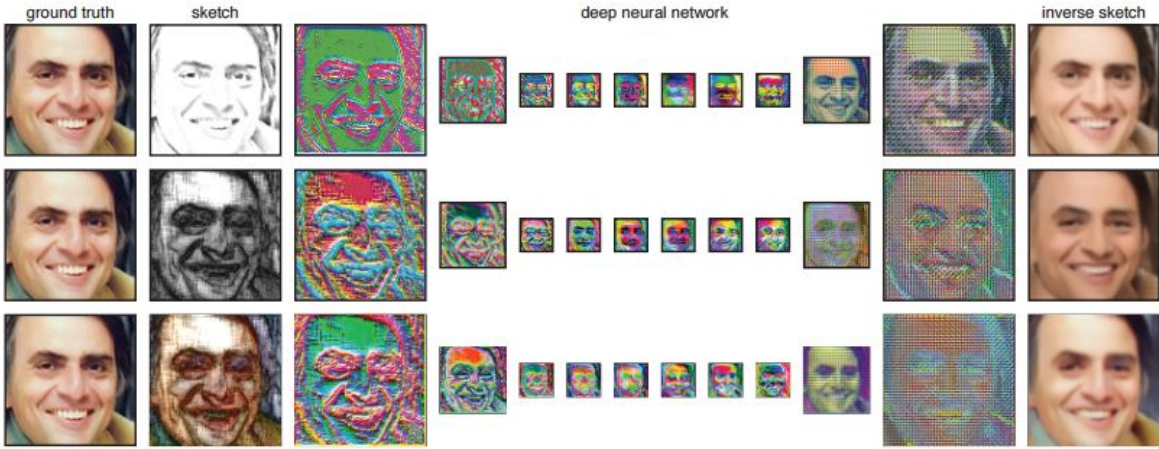 ground truth
sketch
deep neural network
inverse sketch